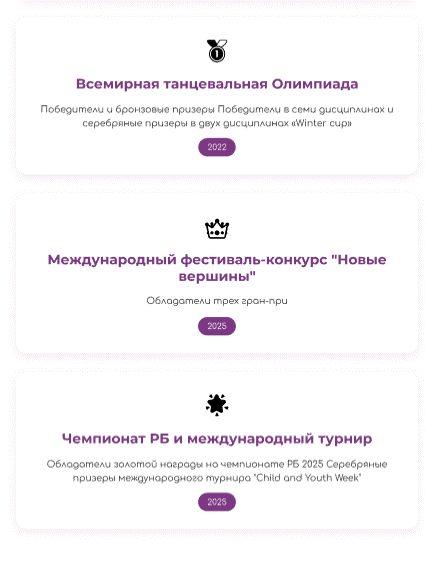 Всемирная танцевальная Олимпиада
Победители и бронзовые призеры Победители в семи дисциплинах и
серебряные призеры в двух дисциплинах «Winter cup»
2022
Международный фестиваль-конкурс "Новые
вершины"
Обладатели трех гран-при
2025
Чемпионат РБ и международный турнир
Обладатели золотой награды на чемпионате РБ 2025 Серебряные
призеры международного турнира "Child and Youth Week"
2025